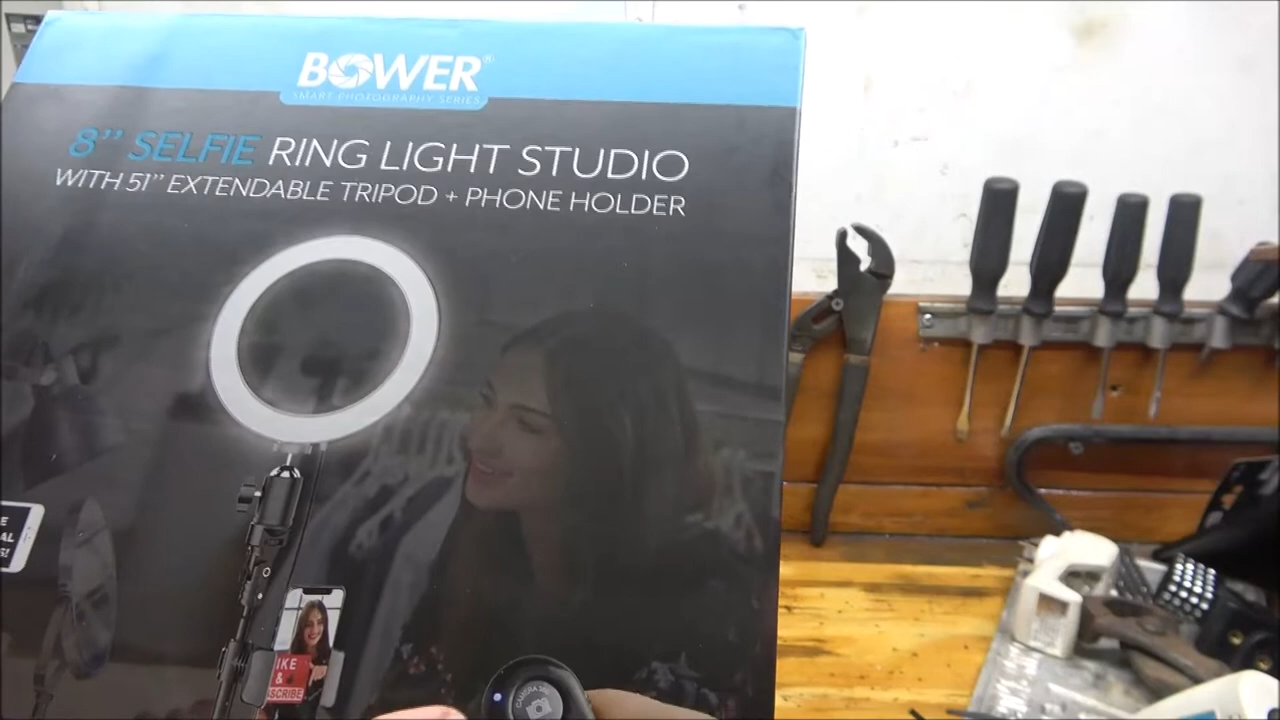 BOWER®
SMART PHOTOGRAPHY SERIES
8” SELFIE RING LIGHT STUDIO
WITH 51” EXTENDABLE TRIPOD + PHONE HOLDER
IKE
&
SCRIBE